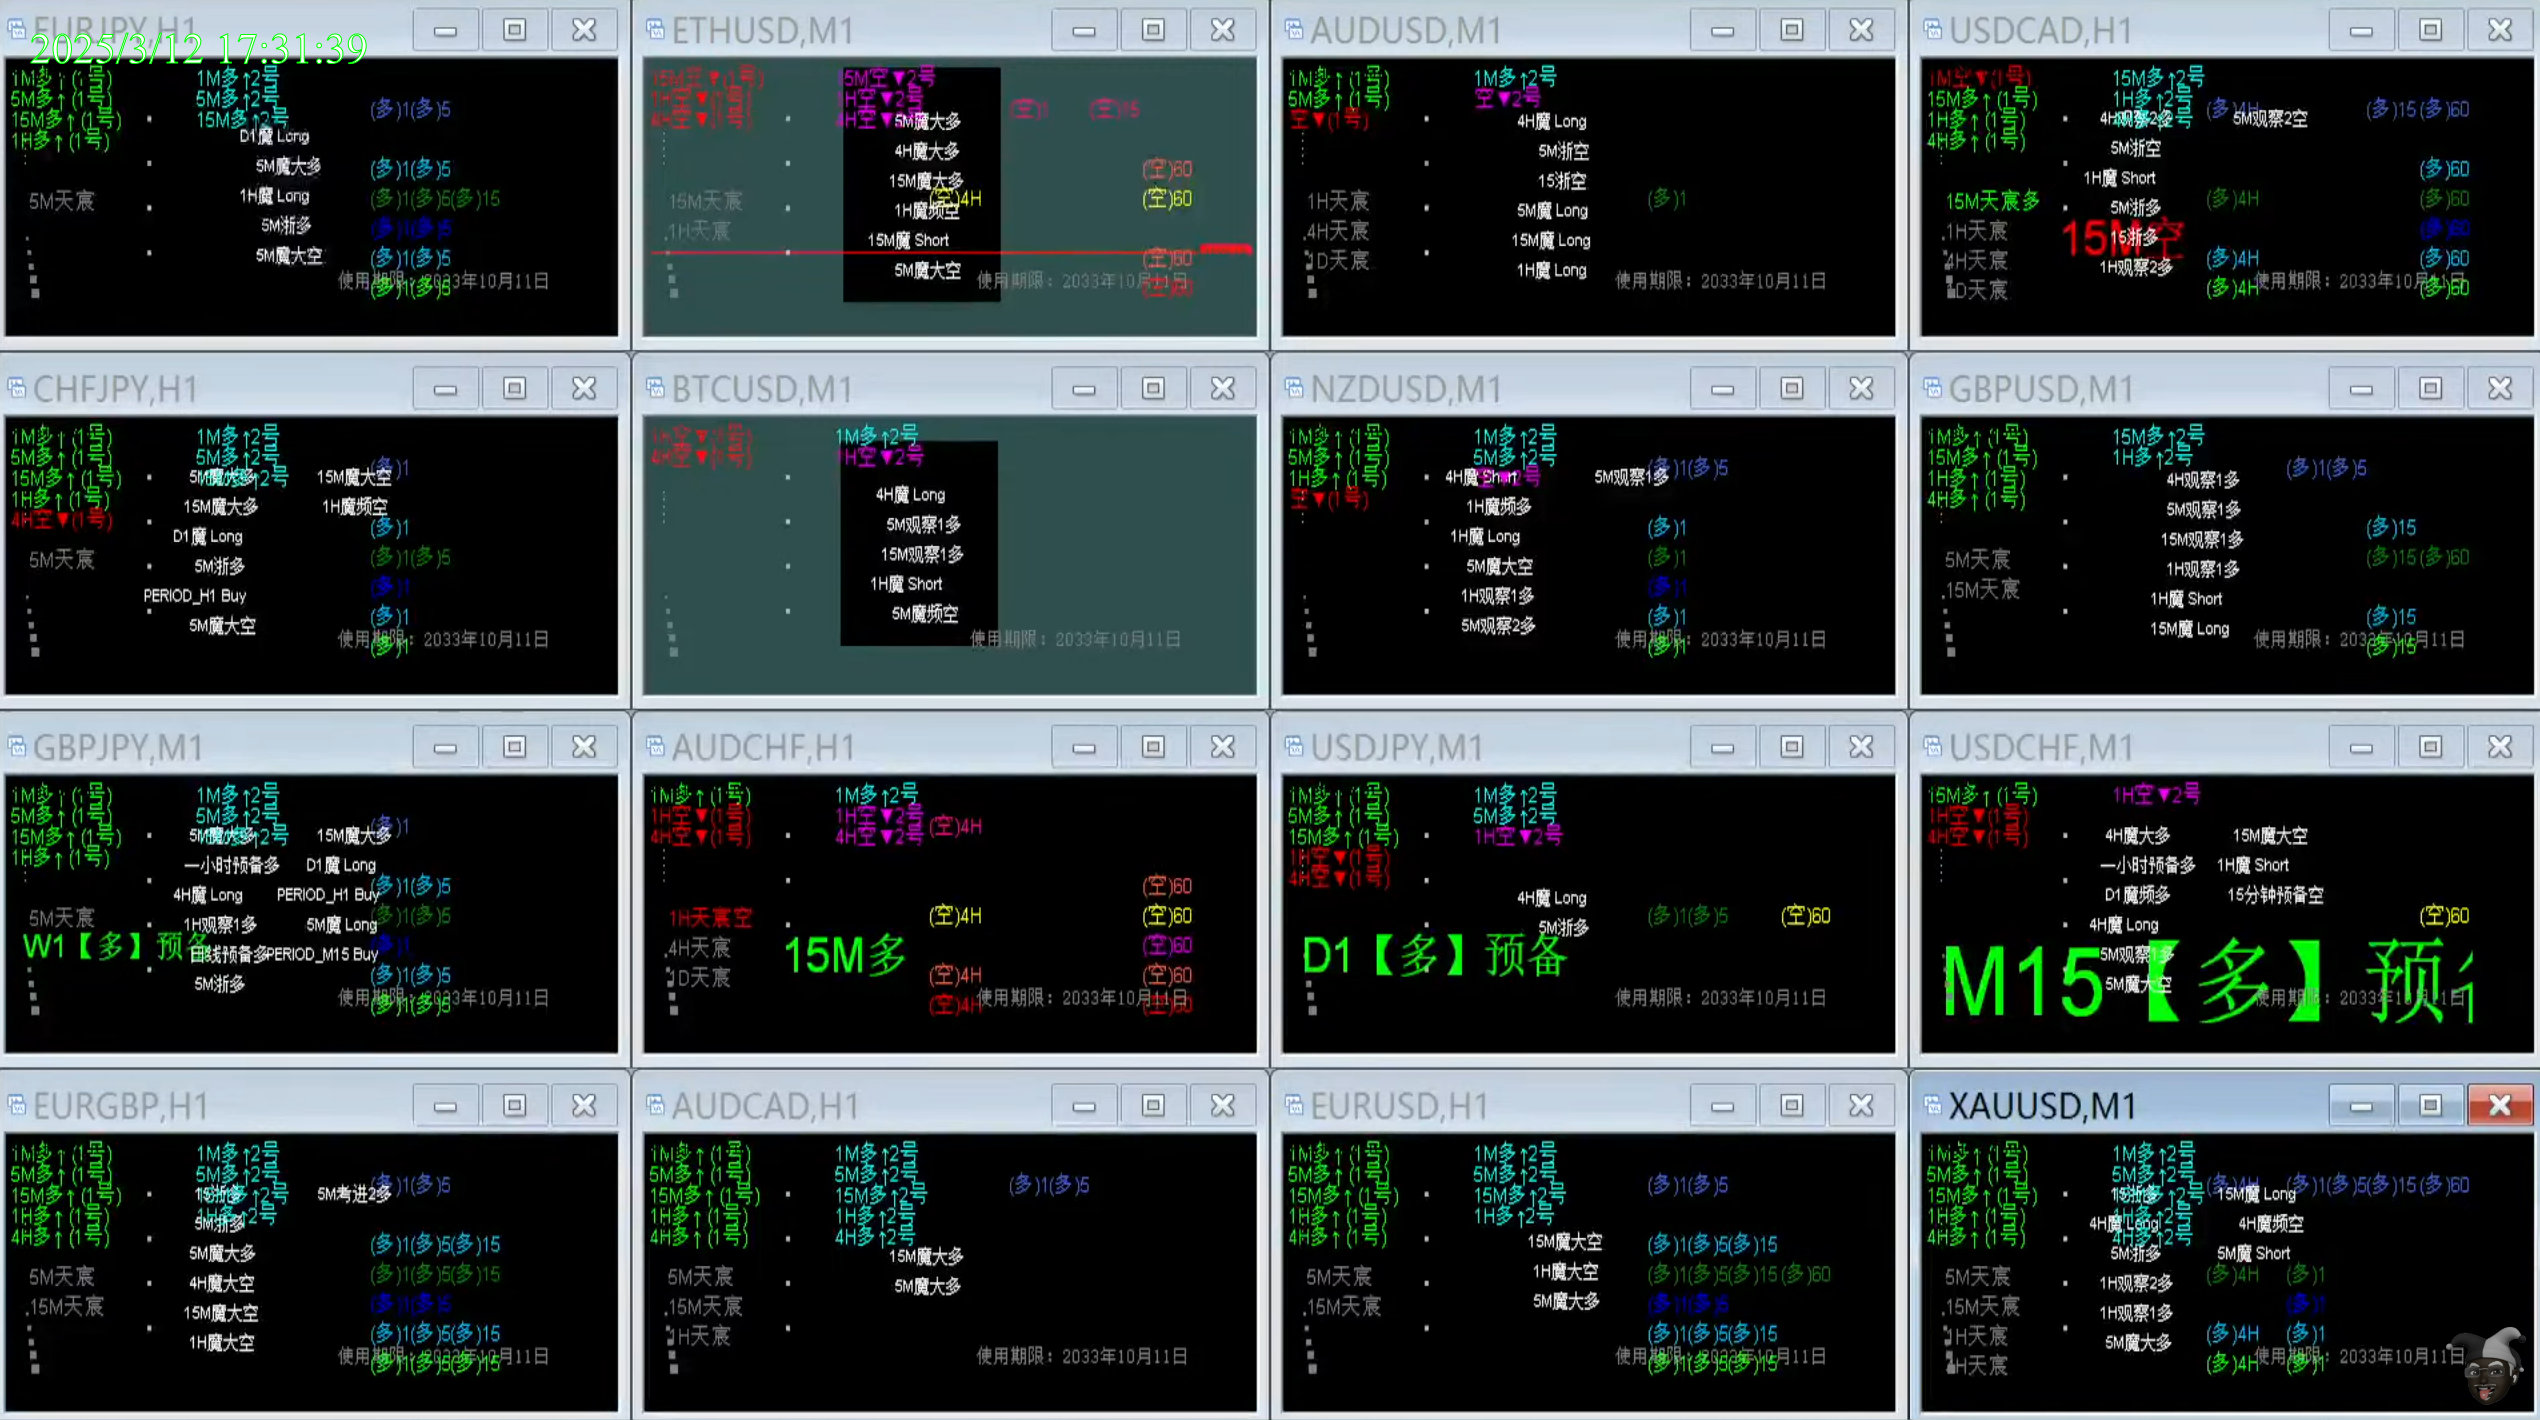 EURJPY,H1
2025/3/12 17:31:39
1M多↑(1号)
5M多↑(1号)
15M多↑(1号)
1H多↑(1号)
1M多↑2号
5M多↑2号
15M多↑2号
(多)1(多)5
D1魔 Long
5M魔大多
1H魔 Long
5M浙多
5M魔大空
(多)1(多)5
(多)1(多)5(多)15
(多)1(多)5
(多)1(多)5
(多)1(多)5
5M天宸
使用期限：2033年10月11日
ETHUSD,M1
15M空▼(1号)
1H空▼(1号)
4H空▼(1号)
5M空▼2号
1H空▼2号
4H空▼2号
(空)1 (空)15
5M魔大多
4H魔大多
15M魔大多
1H魔频空
15M魔 Short
5M魔大空
(空)60
(空)4H (空)60
(空)60
(空)60
15M天宸
1H天宸
使用期限：2033年10月11日
AUDUSD,M1
1M多↑(1号)
5M多↑(1号)
空▼(1号)
1M多↑2号
空▼2号
4H魔 Long
5M浙空
15浙空
5M魔 Long
15M魔 Long
1H魔 Long
(多)1
1H天宸
4H天宸
1D天宸
使用期限：2033年10月11日
USDCAD,H1
1M空▼(1号)
15M多↑(1号)
1H多↑(1号)
4H多↑(1号)
15M多↑2号
1H多↑2号
4H多↑2号
(多)4H (多)15(多)60
4H观察2多 5M观察2空
5M浙空
1H魔 Short
5M浙多
15浙多
1H观察2多
15M空
(多)60
(多)4H (多)60
(多)60
(多)4H (多)60
(多)4H (多)60
15M天宸多
1H天宸
4H天宸
1D天宸
使用期限：2033年10月11日
CHFJPY,H1
1M多↑(1号)
5M多↑(1号)
15M多↑(1号)
1H多↑(1号)
4H空▼(1号)
1M多↑2号
5M多↑2号
15M多↑2号
(多)1
5M魔大多 15M魔大空
15M魔大多 1H魔频空
D1魔 Long
5M浙多
PERIOD_H1 Buy
5M魔大空
(多)1
(多)1(多)5
(多)1
(多)1
(多)1
5M天宸
使用期限：2033年10月11日
BTCUSD,M1
1H空▼(1号)
4H空▼(1号)
1M多↑2号
1H空▼2号
4H魔 Long
5M观察1多
15M观察1多
1H魔 Short
5M魔频空
使用期限：2033年10月11日
NZDUSD,M1
1M多↑(1号)
5M多↑(1号)
1H多↑(1号)
空▼(1号)
1M多↑2号
5M多↑2号
空▼2号
(多)1(多)5
4H魔 Short 5M观察1多
1H魔频多
1H魔 Long
5M魔大空
1H观察1多
5M观察2多
(多)1
(多)1
(多)1
(多)1
(多)1
使用期限：2033年10月11日
GBPUSD,M1
1M多↑(1号)
15M多↑(1号)
1H多↑(1号)
4H多↑(1号)
15M多↑2号
1H多↑2号
(多)1(多)5
4H观察1多
5M观察1多
15M观察1多
1H观察1多
1H魔 Short
15M魔 Long
(多)15
(多)15(多)60
(多)15
(多)15
5M天宸
15M天宸
使用期限：2033年10月11日
GBPJPY,M1
1M多↑(1号)
5M多↑(1号)
15M多↑(1号)
1H多↑(1号)
1M多↑2号
5M多↑2号
15M多↑2号
(多)1
5M魔大多 15M魔大多
一小时预备多 D1魔 Long
4H魔 Long PERIOD_H1 Buy
1H观察1多 5M魔 Long
日线预备多 PERIOD_M15 Buy
5M浙多
(多)1(多)5
(多)1(多)5
(多)1
(多)1(多)5
(多)1(多)5
5M天宸
W1【多】预备
使用期限：2033年10月11日
AUDCHF,H1
1M多↑(1号)
1H空▼(1号)
4H空▼(1号)
1M多↑2号
1H空▼2号
4H空▼2号
(空)4H
(空)60
(空)4H (空)60
(空)60
(空)4H (空)60
(空)4H (空)60
1H天宸空
4H天宸
1D天宸
15M多
使用期限：2033年10月11日
USDJPY,M1
1M多↑(1号)
5M多↑(1号)
15M多↑(1号)
1H空▼(1号)
4H空▼(1号)
1M多↑2号
5M多↑2号
1H空▼2号
4H魔 Long
5M浙多
(多)1(多)5 (空)60
D1【多】预备
使用期限：2033年10月11日
USDCHF,M1
15M多↑(1号)
1H空▼(1号)
4H空▼(1号)
1H空▼2号
4H魔大多 15M魔大空
一小时预备多 1H魔 Short
D1魔频多 15分钟预备空
4H魔 Long
5M观察1多
5M魔大空
(空)60
M15【多】预备
使用期限：2033年10月11日
EURGBP,H1
1M多↑(1号)
5M多↑(1号)
15M多↑(1号)
1H多↑(1号)
4H多↑(1号)
1M多↑2号
5M多↑2号
15M多↑2号
1H多↑2号
(多)1(多)5
15浙多 5M考进2多
5M浙多
5M魔大多
4H魔大空
15M魔大空
1H魔大空
(多)1(多)5(多)15
(多)1(多)5(多)15
(多)1(多)5
(多)1(多)5(多)15
(多)1(多)5(多)15
5M天宸
15M天宸
使用期限：2033年10月11日
AUDCAD,H1
1M多↑(1号)
5M多↑(1号)
15M多↑(1号)
1H多↑(1号)
4H多↑(1号)
1M多↑2号
5M多↑2号
15M多↑2号
1H多↑2号
4H多↑2号
(多)1(多)5
15M魔大多
5M魔大多
5M天宸
15M天宸
1H天宸
使用期限：2033年10月11日
EURUSD,H1
1M多↑(1号)
5M多↑(1号)
15M多↑(1号)
1H多↑(1号)
4H多↑(1号)
1M多↑2号
5M多↑2号
15M多↑2号
1H多↑2号
(多)1(多)5
15M魔大空
1H魔大空
5M魔大多
(多)1(多)5(多)15
(多)1(多)5(多)15(多)60
(多)1(多)5
(多)1(多)5(多)15
(多)1(多)5(多)15
5M天宸
15M天宸
使用期限：2033年10月11日
XAUUSD,M1
1M多↑(1号)
5M多↑(1号)
15M多↑(1号)
1H多↑(1号)
4H多↑(1号)
1M多↑2号
5M多↑2号
15M多↑2号
1H多↑2号
4H多↑2号
(多)4H (多)1(多)5(多)15(多)60
15浙多 15M魔 Long
4H魔 Long 4H魔频空
5M浙多 5M魔 Short
1H观察2多
1H观察1多
5M魔大多
(多)4H (多)1
(多)1
(多)4H (多)1
(多)4H (多)1
5M天宸
15M天宸
1H天宸
4H天宸
使用期限：2033年10月11日